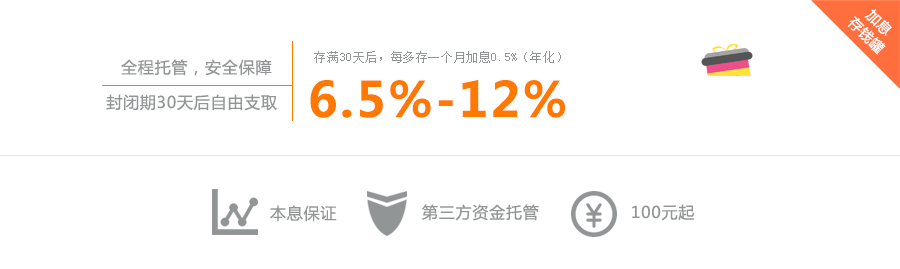 加息
存钱罐
存满30天后，每多存一个月加息0.5%（年化）
全程托管，安全保障
封闭期30天后自由支取
6.5%-12%
本息保证
第三方资金托管
100元起